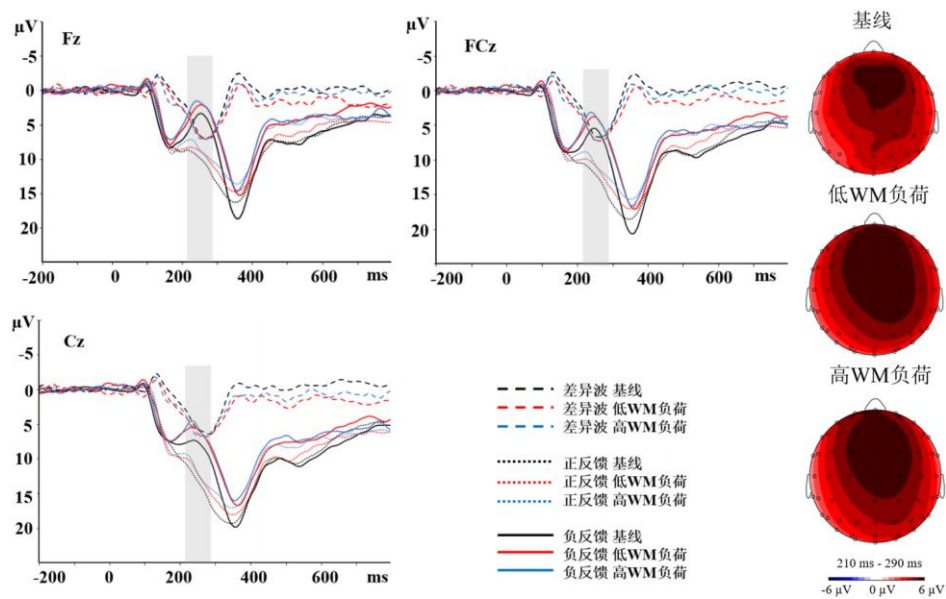 µV
Fz
-5
0
5
10
15
20
-200
0
200
400
600
ms
µV
FCz
-5
0
5
10
15
20
-200
0
200
400
600
ms
基线
低WM负荷
高WM负荷
µV
Cz
-5
0
5
10
15
20
-200
0
200
400
600
ms
差异波 基线
差异波 低WM负荷
差异波 高WM负荷
正反馈 基线
正反馈 低WM负荷
正反馈 高WM负荷
负反馈 基线
负反馈 低WM负荷
负反馈 高WM负荷
210 ms - 290 ms
-6 µV 0 µV 6 µV